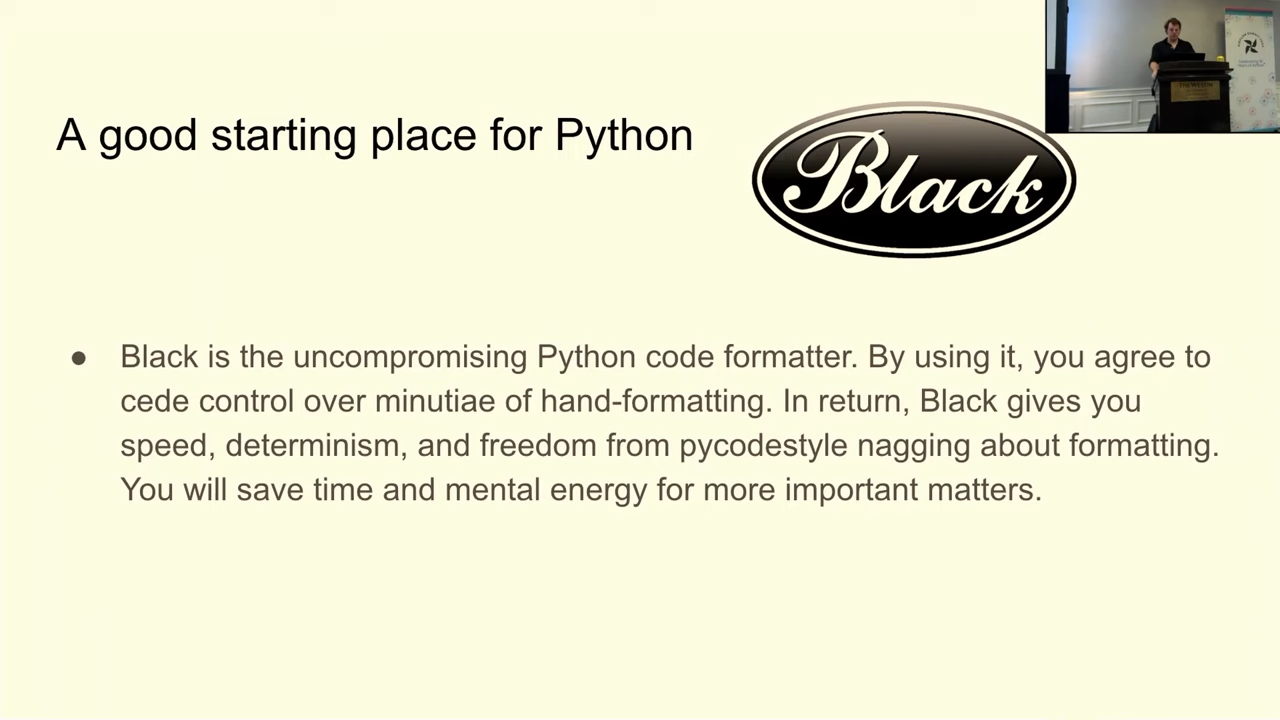 A good starting place for Python
Black
● Black is the uncompromising Python code formatter. By using it, you agree to
cede control over minutiae of hand-formatting. In return, Black gives you
speed, determinism, and freedom from pycodestyle nagging about formatting.
You will save time and mental energy for more important matters.
THE WESTIN